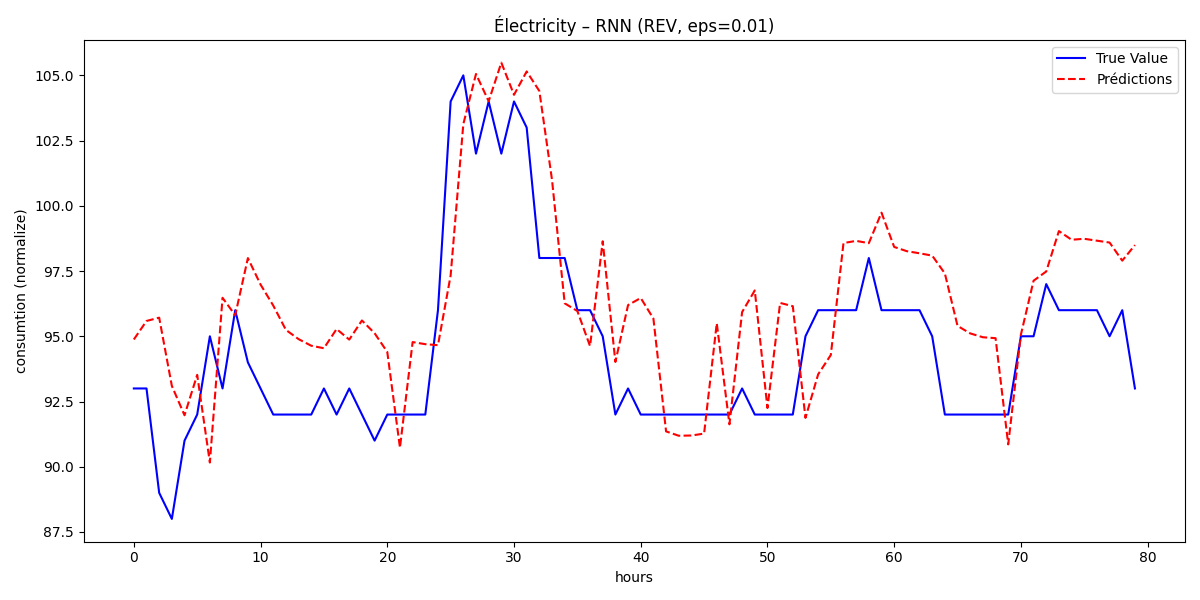 Électricity – RNN (REV, eps=0.01)
True Value
Prédictions
consumtion (normalize)
105.0
102.5
100.0
97.5
95.0
92.5
90.0
87.5
0 10 20 30 40 50 60 70 80
hours